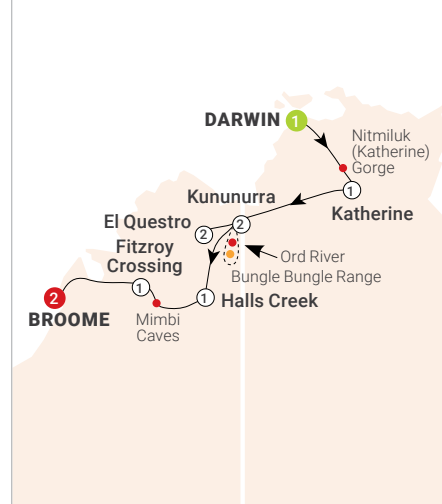 DARWIN 1
Nitmiluk
(Katherine)
Gorge
1
Katherine
Kununurra
2
El Questro
2
Fitzroy
Crossing
1
Ord River
Bungle Bungle Range
1 Halls Creek
2
BROOME
Mimbi
Caves